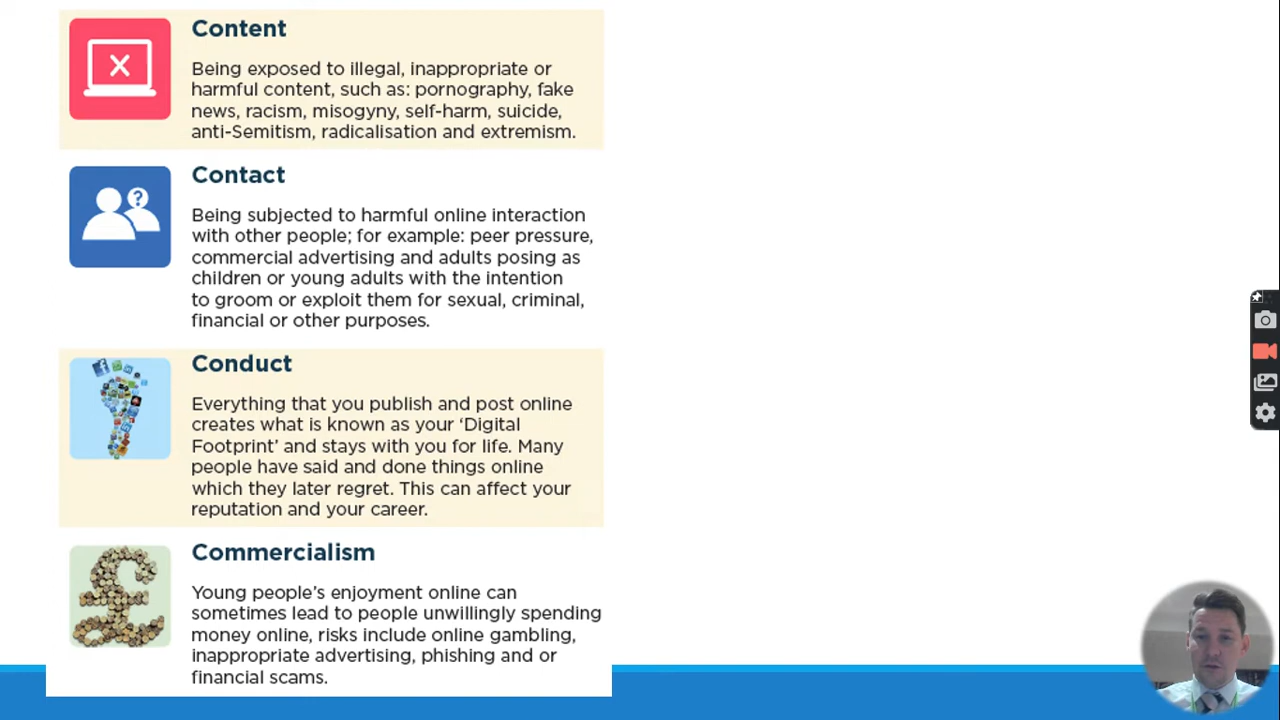 Content
Being exposed to illegal, inappropriate or
harmful content, such as: pornography, fake
news, racism, misogyny, self-harm, suicide,
anti-Semitism, radicalisation and extremism.
Contact
Being subjected to harmful online interaction
with other people; for example: peer pressure,
commercial advertising and adults posing as
children or young adults with the intention
to groom or exploit them for sexual, criminal,
financial or other purposes.
Conduct
Everything that you publish and post online
creates what is known as your ‘Digital
Footprint’ and stays with you for life. Many
people have said and done things online
which they later regret. This can affect your
reputation and your career.
Commercialism
Young people’s enjoyment online can
sometimes lead to people unwillingly spending
money online, risks include online gambling,
inappropriate advertising, phishing and or
financial scams.